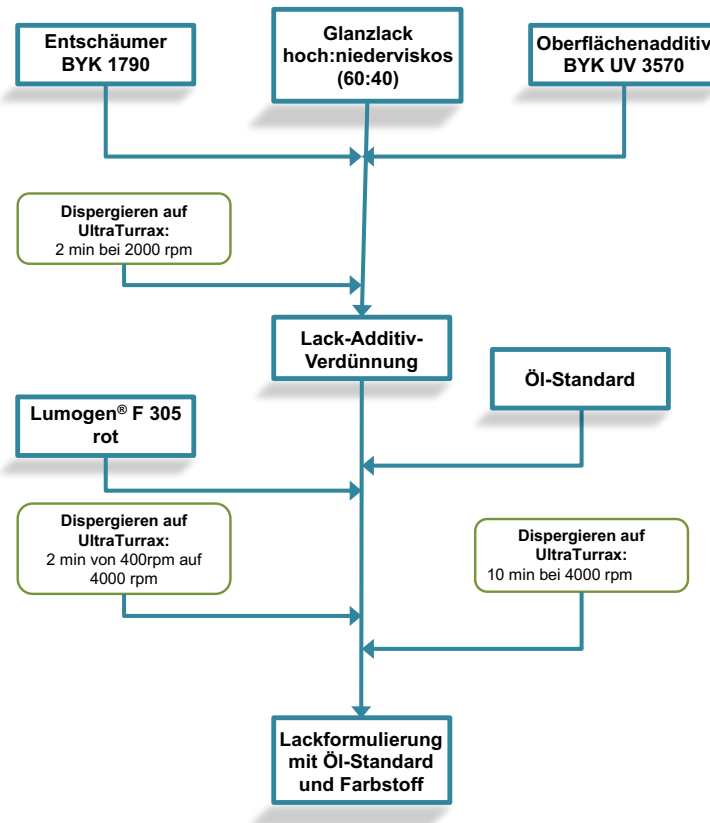 Entschäumer
BYK 1790
Glanzlack
hoch:niederviskos
(60:40)
Oberflächenadditiv
BYK UV 3570
Dispergieren auf
UltraTurrax:
2 min bei 2000 rpm
Lack-Additiv-
Verdünnung
Öl-Standard
Lumogen® F 305
rot
Dispergieren auf
UltraTurrax:
2 min von 400rpm auf
4000 rpm
Dispergieren auf
UltraTurrax:
10 min bei 4000 rpm
Lackformulierung
mit Öl-Standard
und Farbstoff